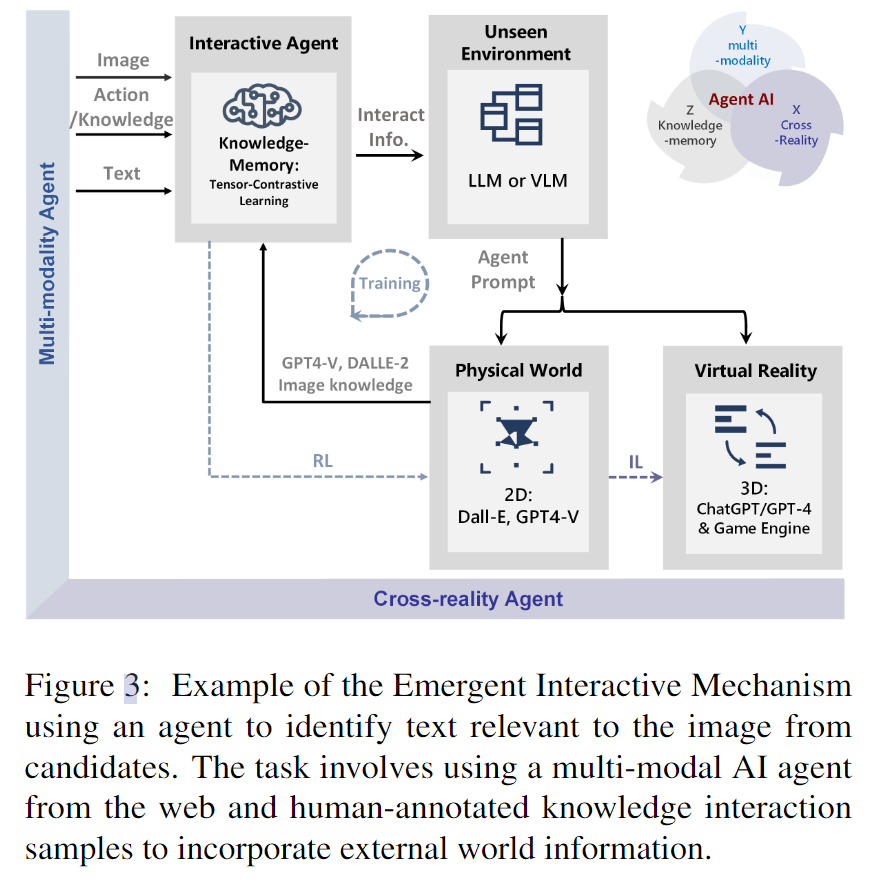 Multi-modality Agent
Image
Action
/Knowledge
Text
Interactive Agent
Knowledge-
Memory:
Tensor-Contrastive
Learning
Interact
Info.
Unseen
Environment
LLM or VLM
Y
multi
-modality
Agent AI
Z
Knowledge
-memory
X
Cross
-Reality
Agent
Prompt
Training
GPT4-V, DALLE-2
Image knowledge
RL
Physical World
2D:
Dall-E, GPT4-V
IL
Virtual Reality
3D:
ChatGPT/GPT-4
& Game Engine
Cross-reality Agent
Figure 3: Example of the Emergent Interactive Mechanism
using an agent to identify text relevant to the image from
candidates. The task involves using a multi-modal AI agent
from the web and human-annotated knowledge interaction
samples to incorporate external world information.